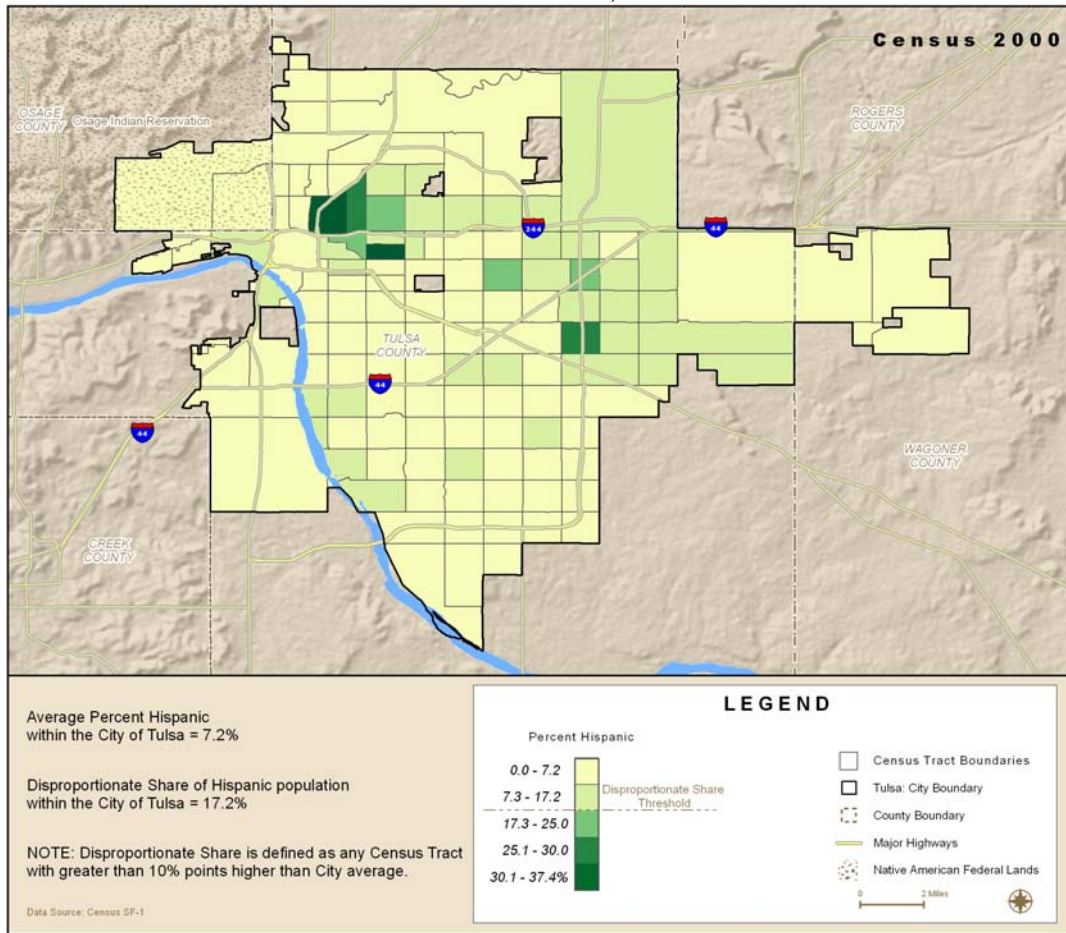 Census 2000
OSAGE
COUNTY
Osage Indian Reservation
ROGERS
COUNTY
44
244
TULSA
COUNTY
44
44
WAGONER
COUNTY
CREEK
COUNTY
Average Percent Hispanic
within the City of Tulsa = 7.2%
Disproportionate Share of Hispanic population
within the City of Tulsa = 17.2%
NOTE: Disproportionate Share is defined as any Census Tract
with greater than 10% points higher than City average.
Data Source: Census SF-1
LEGEND
Percent Hispanic
0.0 - 7.2
7.3 - 17.2
Disproportionate Share
Threshold
17.3 - 25.0
25.1 - 30.0
30.1 - 37.4%
Census Tract Boundaries
Tulsa: City Boundary
County Boundary
Major Highways
Native American Federal Lands
0 2 Miles